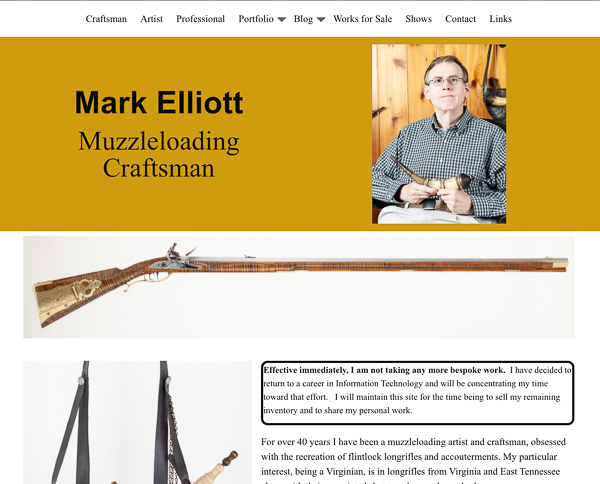 Craftsman Artist Professional Portfolio Blog Works for Sale Shows Contact Links
Mark Elliott
Muzzleloading
Craftsman
Effective immediately, I am not taking any more bespoke work. I have decided to
return to a career in Information Technology and will be concentrating my time
toward that effort. I will maintain this site for the time being to sell my remaining
inventory and to share my personal work.
For over 40 years I have been a muzzleloading artist and craftsman, obsessed
with the recreation of flintlock longrifles and accouterments. My particular
interest, being a Virginian, is in longrifles from Virginia and East Tennessee